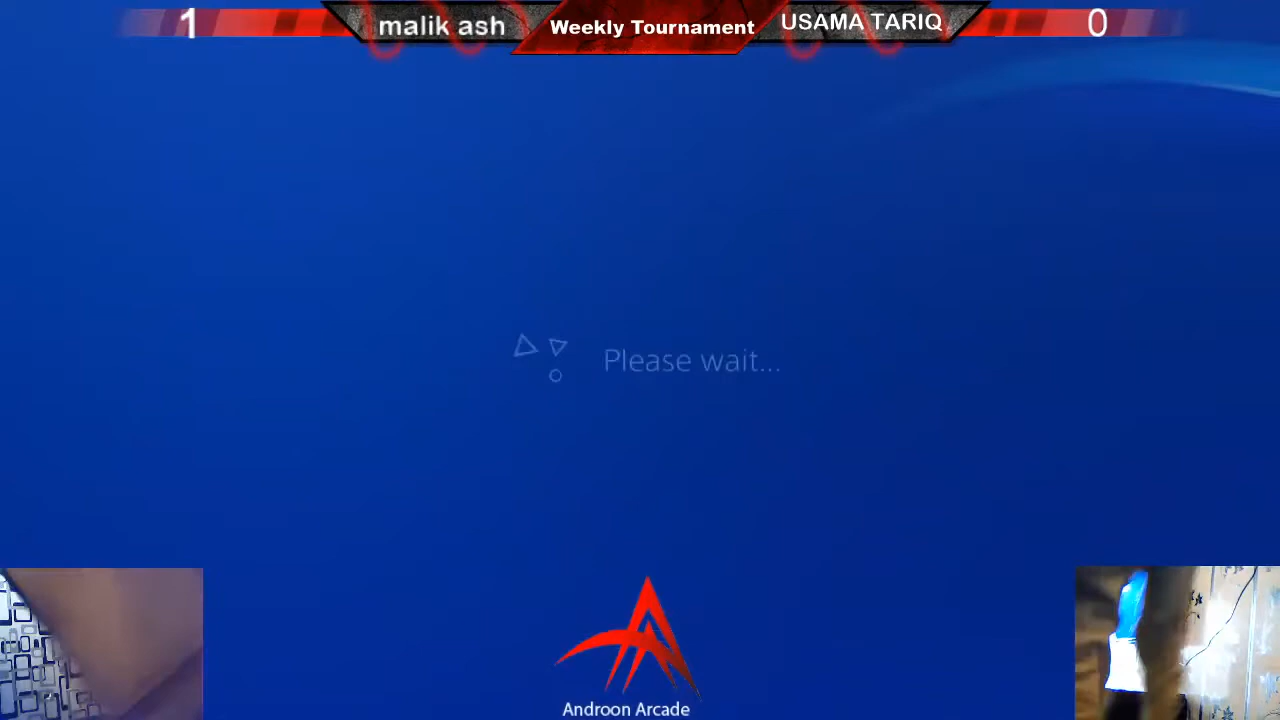 1
malik ash
Weekly Tournament
USAMA TARIQ
0
Please wait...
Androon Arcade